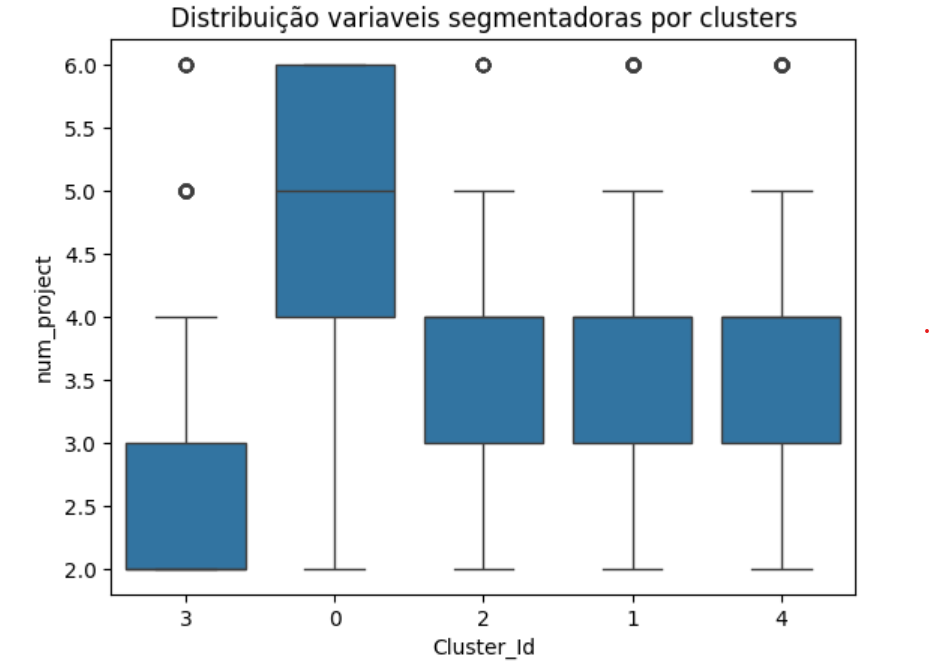 Distribuição variaveis segmentadoras por clusters
6.0
5.5
5.0
4.5
4.0
3.5
3.0
2.5
2.0
num_project
3 0 2 1 4
Cluster_Id